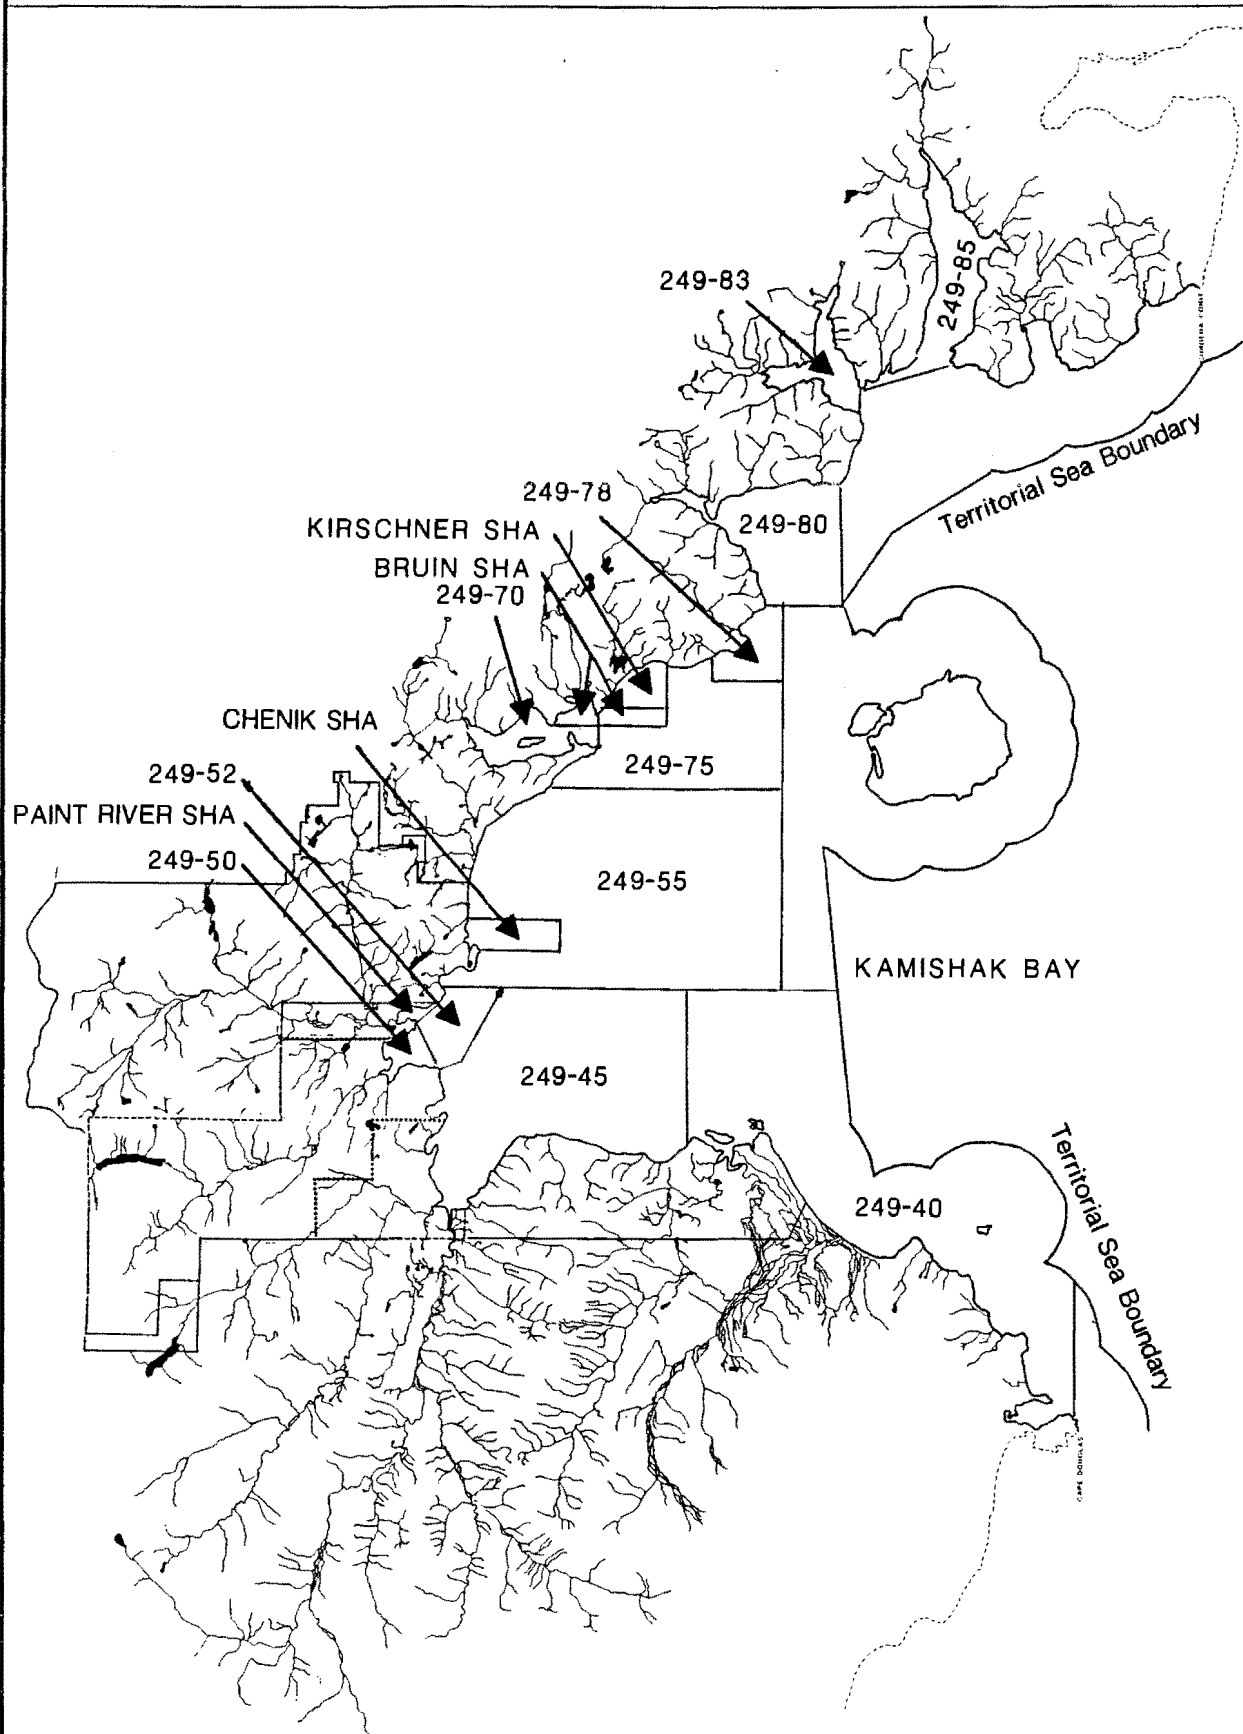 249-85
249-83
Territorial Sea Boundary
249-78
249-80
KIRSCHNER SHA
BRUIN SHA
249-70
CHENIK SHA
249-75
249-52
PAINT RIVER SHA
249-50
249-55
KAMISHAK BAY
249-45
249-40
Territorial Sea Boundary